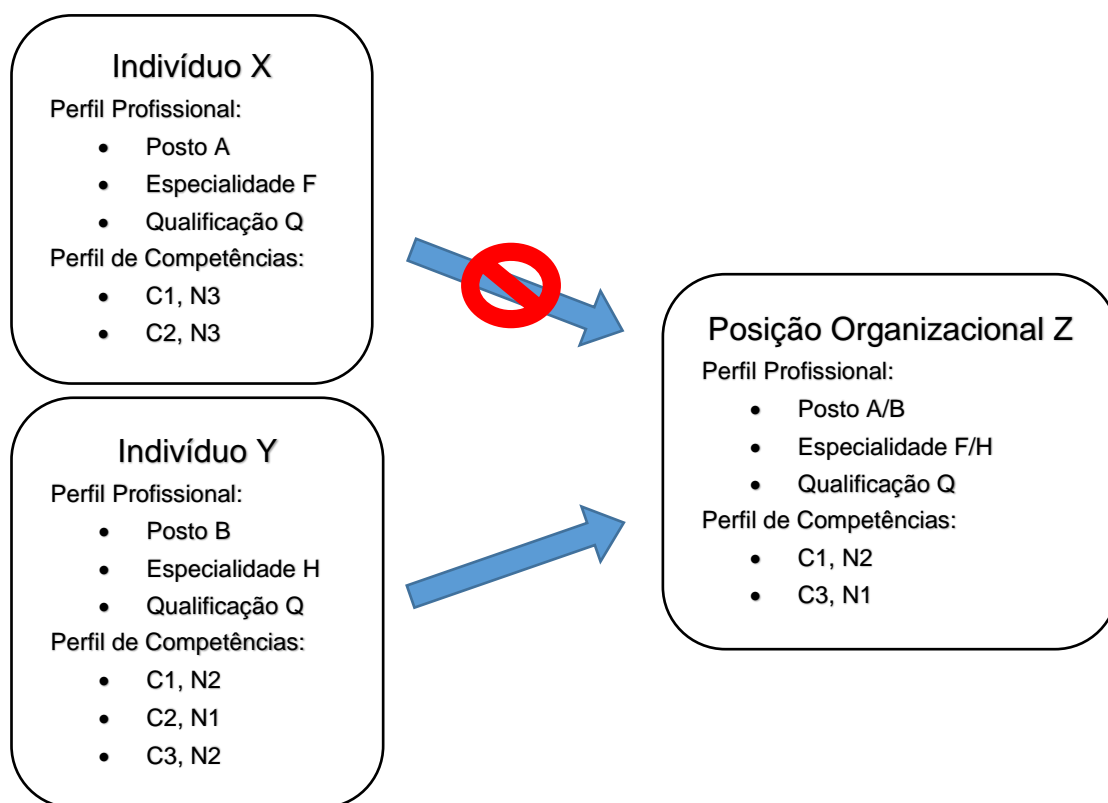 Indivíduo X
Perfil Profissional:
• Posto A
• Especialidade F
• Qualificação Q
Perfil de Competências:
• C1, N3
• C2, N3
Indivíduo Y
Perfil Profissional:
• Posto B
• Especialidade H
• Qualificação Q
Perfil de Competências:
• C1, N2
• C2, N1
• C3, N2
Posição Organizacional Z
Perfil Profissional:
• Posto A/B
• Especialidade F/H
• Qualificação Q
Perfil de Competências:
• C1, N2
• C3, N1